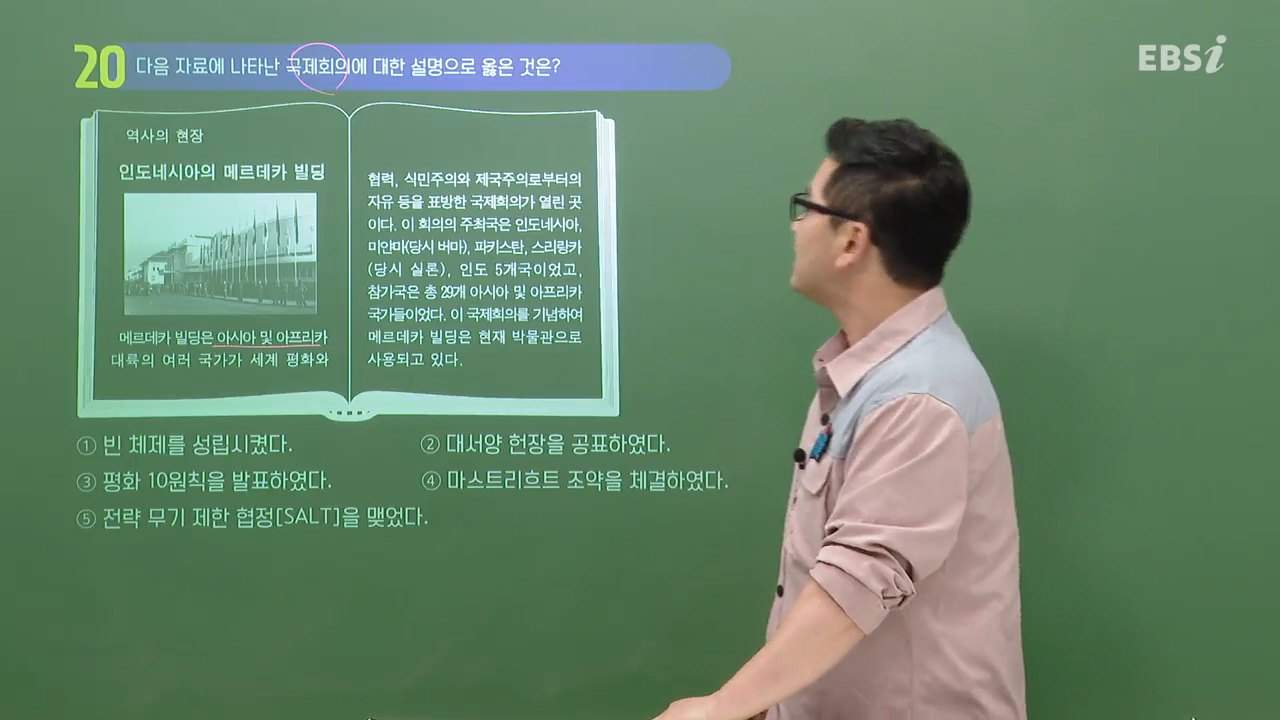 20 다음 자료에 나타난 국제회의에 대한 설명으로 옳은 것은?
EBSi
역사의 현장
인도네시아의 메르데카 빌딩
메르데카 빌딩은 아시아 및 아프리카
대륙의 여러 국가가 세계 평화와
협력, 식민주의와 제국주의로부터의
자유 등을 표방한 국제회의가 열린 곳
이다. 이 회의의 주최국은 인도네시아,
미얀마(당시 버마), 파키스탄, 스리랑카
(당시 실론), 인도 5개국이었고,
참가국은 총 29개 아시아 및 아프리카
국가들이었다. 이 국제회의를 기념하여
메르데카 빌딩은 현재 박물관으로
사용되고 있다.
① 빈 체제를 성립시켰다.
② 대서양 헌장을 공표하였다.
③ 평화 10원칙을 발표하였다.
④ 마스트리흐트 조약을 체결하였다.
⑤ 전략 무기 제한 협정[SALT]을 맺었다.